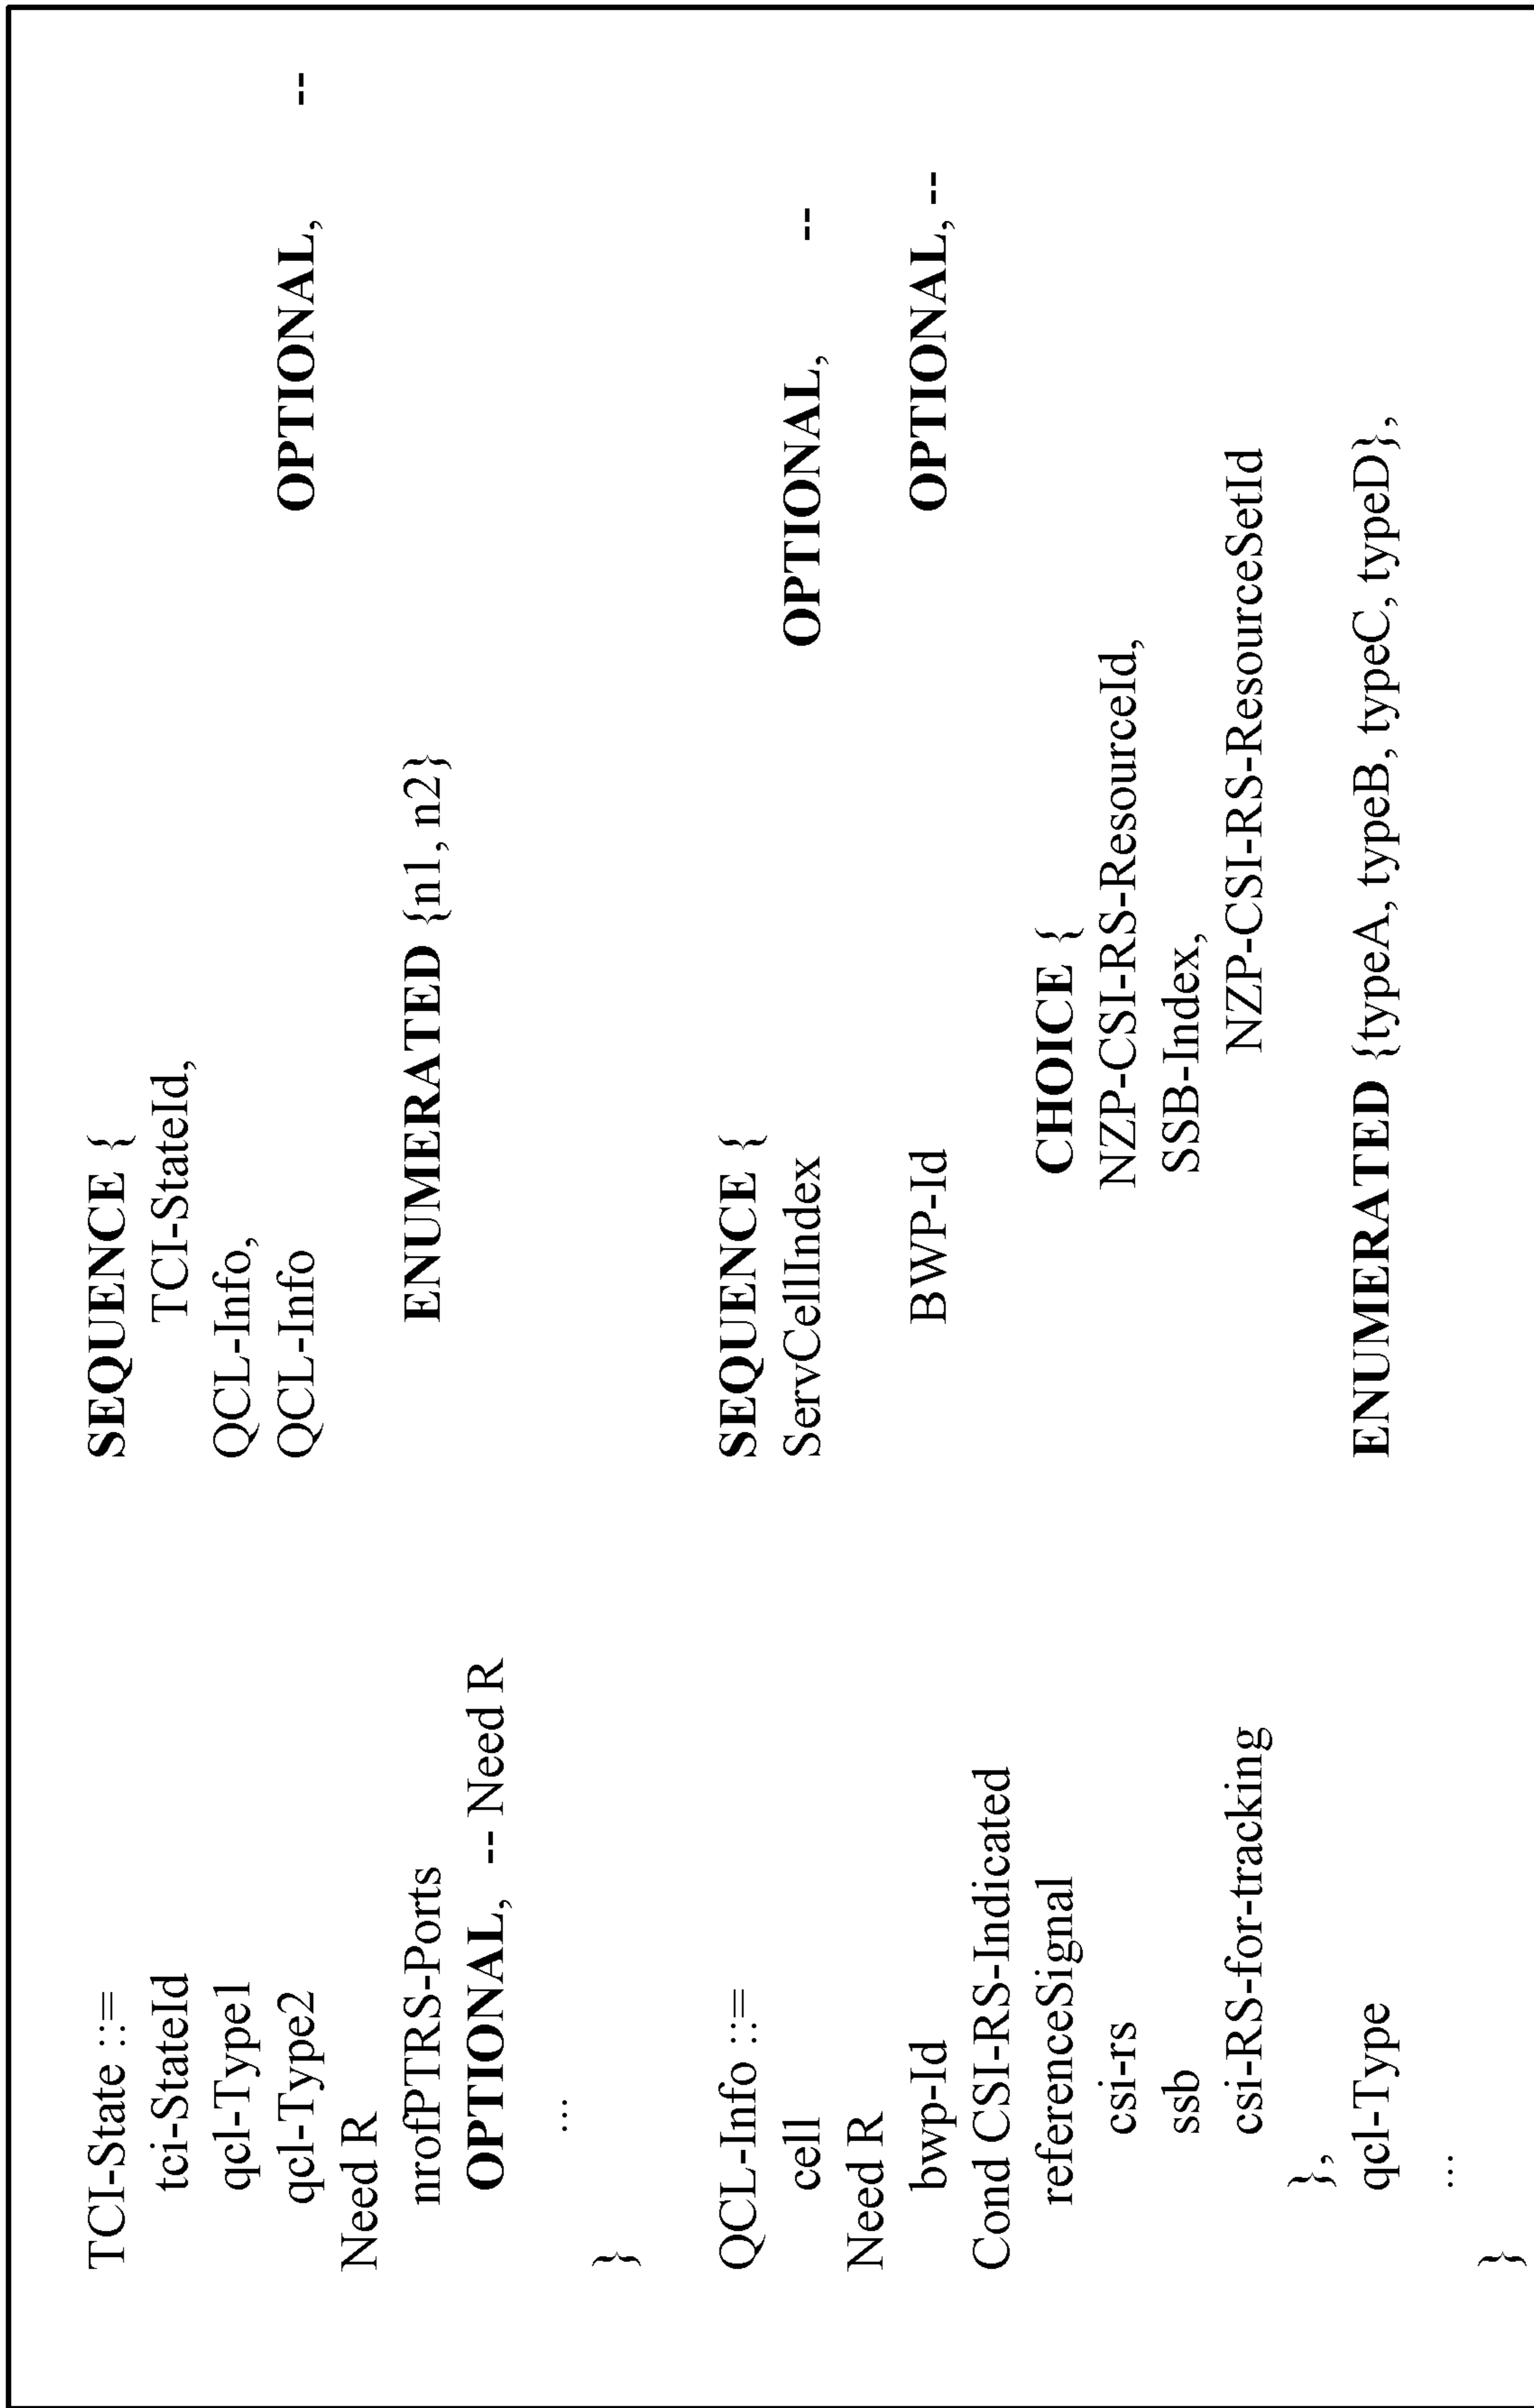 TCI-State ::= SEQUENCE {
tci-StateId TCI-StateId,
qcl-Type1 QCL-Info,
qcl-Type2 QCL-Info OPTIONAL, --
Need R
nrofPTRS-Ports ENUMERATED {n1, n2}
OPTIONAL, -- Need R
...
}
QCL-Info ::= SEQUENCE {
cell ServCellIndex OPTIONAL, --
Need R
bwp-Id BWP-Id OPTIONAL, --
Cond CSI-RS-Indicated
referenceSignal CHOICE {
csi-rs NZP-CSI-RS-ResourceId,
ssb SSB-Index,
csi-RS-for-tracking NZP-CSI-RS-ResourceSetId
},
qcl-Type ENUMERATED {typeA, typeB, typeC, typeD},
...
}